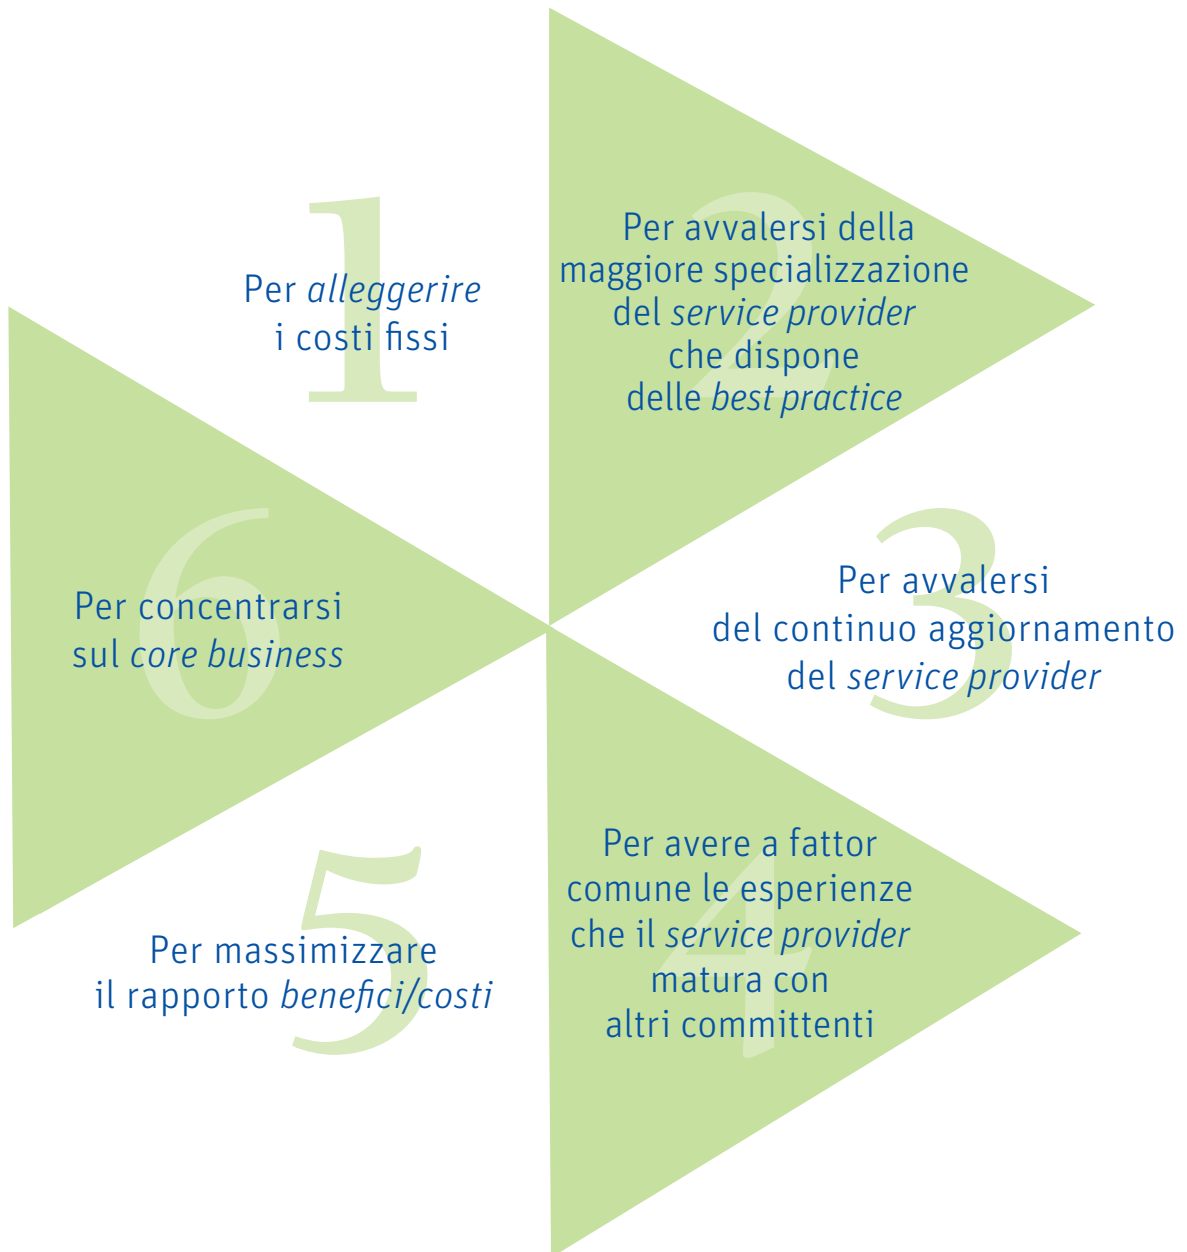 1
Per alleggerire
i costi fissi
2
Per avvalersi della
maggiore specializzazione
del service provider
che dispone
delle best practice
3
Per avvalersi
del continuo aggiornamento
del service provider
4
Per avere a fattor
comune le esperienze
che il service provider
matura con
altri committenti
5
Per massimizzare
il rapporto benefici/costi
6
Per concentrarsi
sul core business